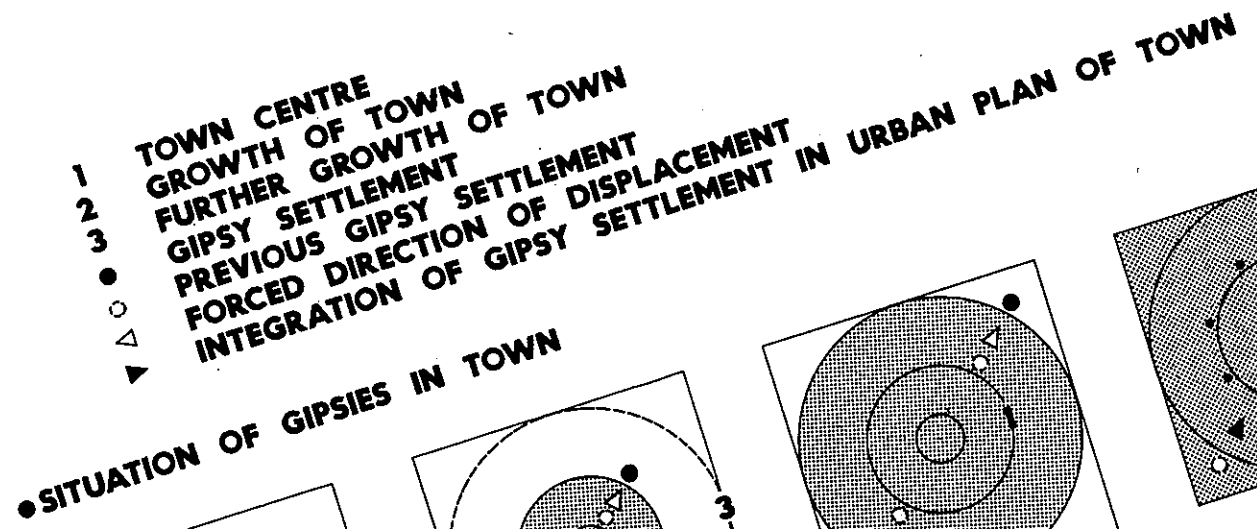 1 TOWN CENTRE
2 GROWTH OF TOWN
3 FURTHER GROWTH OF TOWN
● GIPSY SETTLEMENT
◌ PREVIOUS GIPSY SETTLEMENT
△ FORCED DIRECTION OF DISPLACEMENT
▶ INTEGRATION OF GIPSY SETTLEMENT IN URBAN PLAN OF TOWN
● SITUATION OF GIPSIES IN TOWN
3